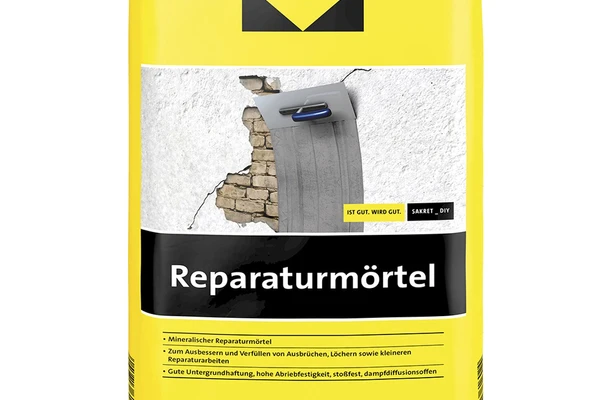 IST GUT. WIRD GUT.
SAKRET _ DIY
Reparaturmörtel
• Mineralischer Reparaturmörtel
• Zum Ausbessern und Verfüllen von Ausbrüchen, Löchern sowie kleineren
Reparaturarbeiten
• Gute Untergrundhaftung, hohe Abriebfestigkeit, stoßfest, dampfdiffusionsoffen